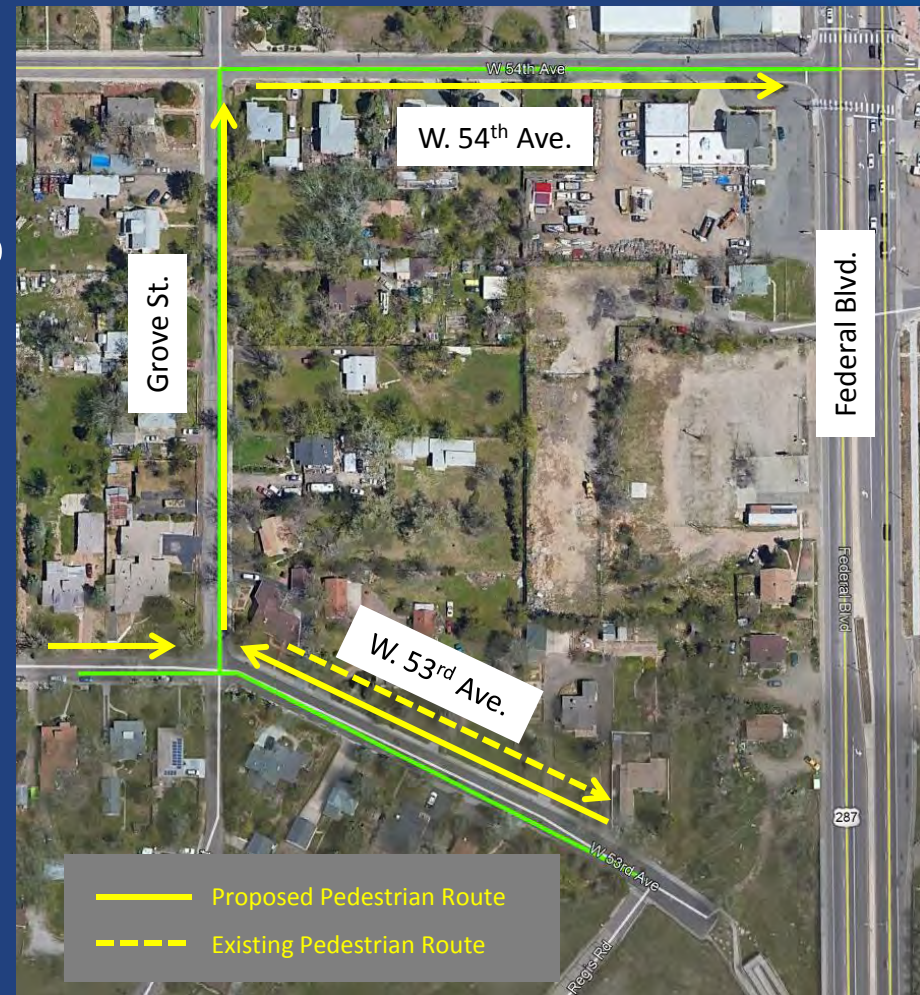 W 54th Ave
W. 54th Ave.
Grove St.
Federal Blvd.
Federal Blvd
W. 53rd Ave.
287
W 53rd Ave
Regis Rd
Proposed Pedestrian Route
Existing Pedestrian Route